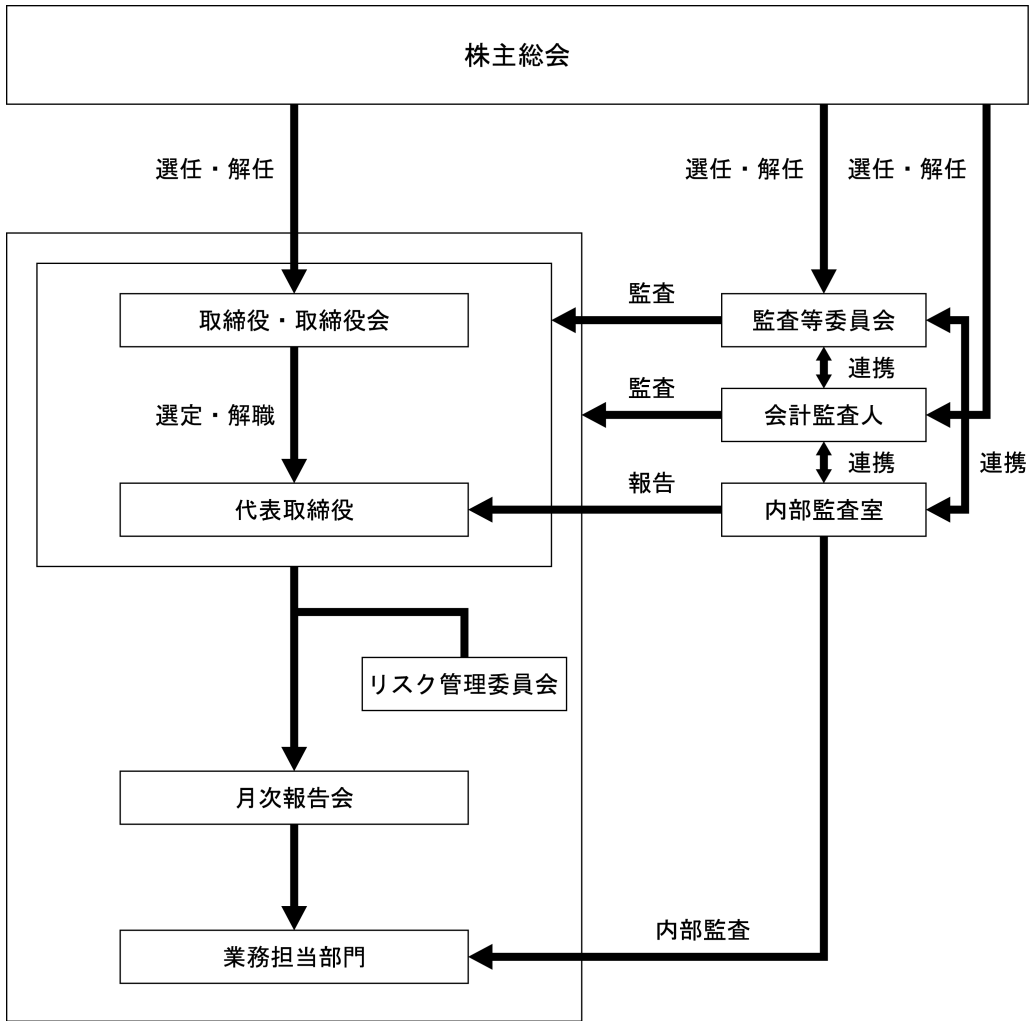 株主総会
選任・解任
選任・解任
選任・解任
取締役・取締役会
監査
監査等委員会
連携
選定・解職
監査
会計監査人
連携
連携
代表取締役
報告
内部監査室
リスク管理委員会
月次報告会
内部監査
業務担当部門